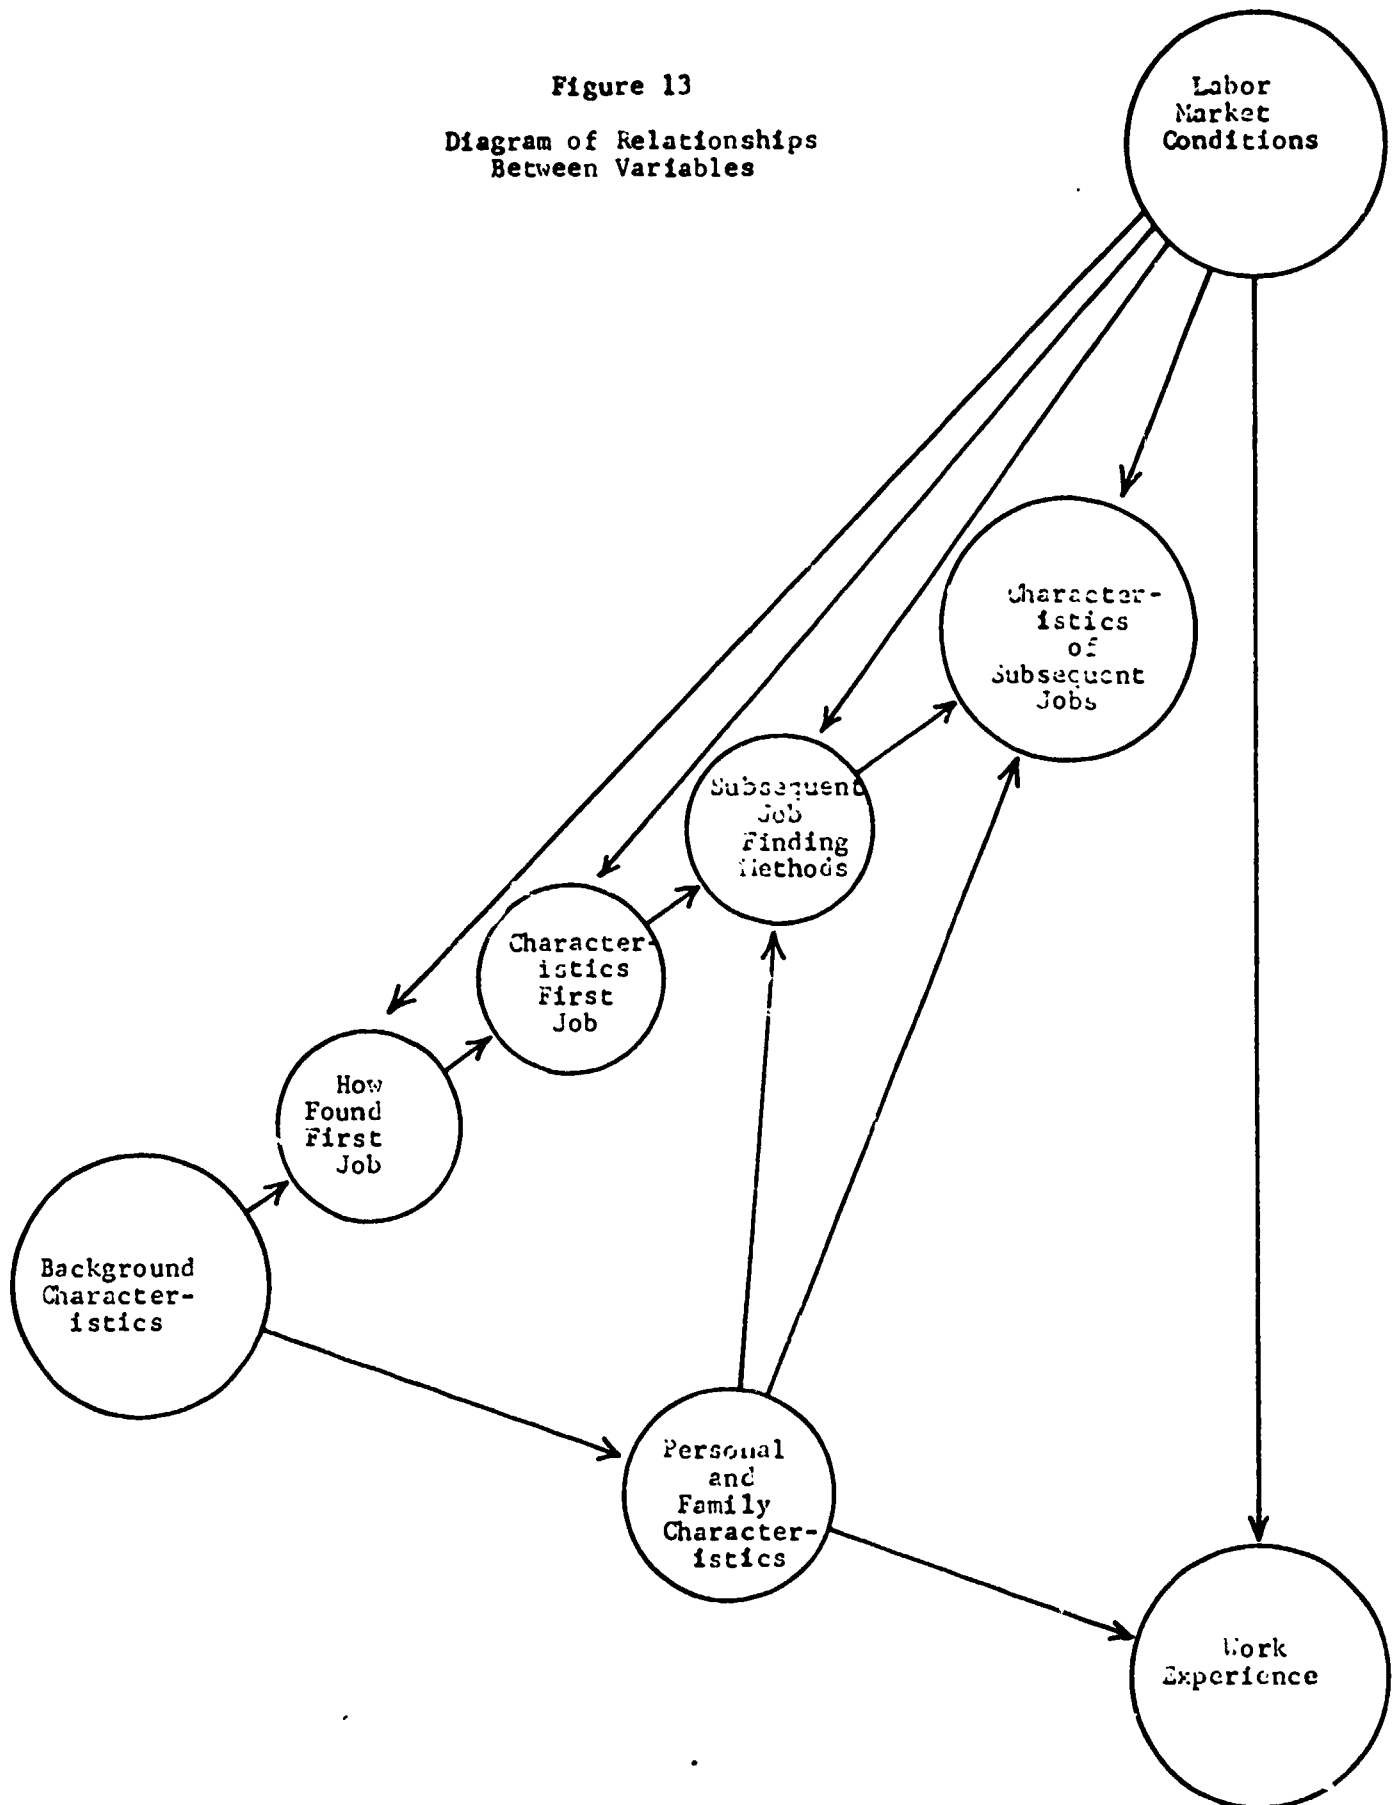 Figure 13
Diagram of Relationships
Between Variables
Labor
Market
Conditions
Character-
istics
of
Subsequent
Jobs
Subsequent
Job
Finding
Methods
Character-
istics
First
Job
How
Found
First
Job
Background
Character-
istics
Personal
and
Family
Character-
istics
Work
Experience